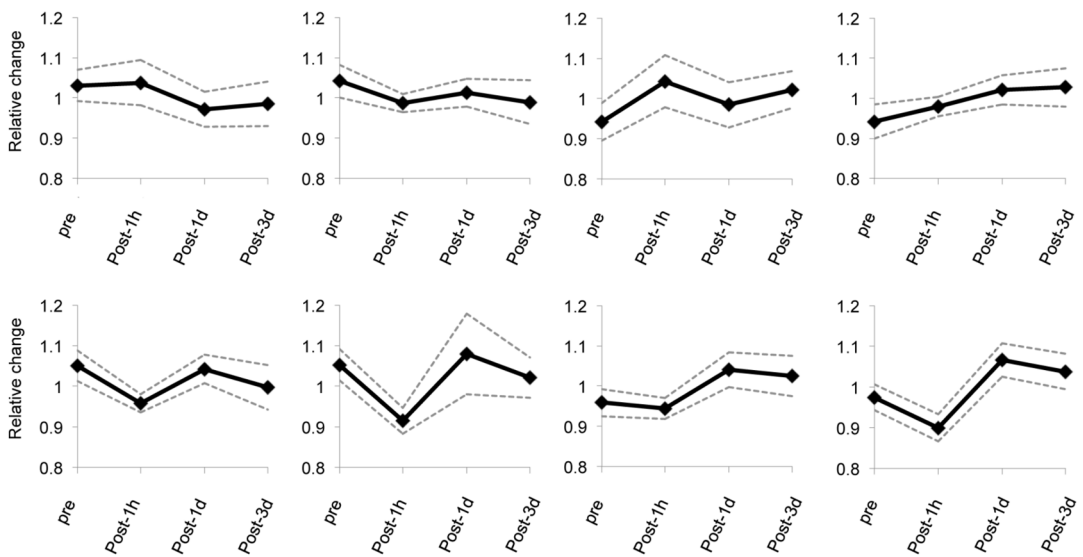 1.2 1.2 1.2 1.2
1.1 1.1 1.1 1.1
1 1 1 1
0.9 0.9 0.9 0.9
0.8 0.8 0.8 0.8
Relative change
pre Post-1h Post-1d Post-3d pre Post-1h Post-1d Post-3d pre Post-1h Post-1d Post-3d pre Post-1h Post-1d Post-3d
1.2 1.2 1.2 1.2
1.1 1.1 1.1 1.1
1 1 1 1
0.9 0.9 0.9 0.9
0.8 0.8 0.8 0.8
Relative change
pre Post-1h Post-1d Post-3d pre Post-1h Post-1d Post-3d pre Post-1h Post-1d Post-3d pre Post-1h Post-1d Post-3d